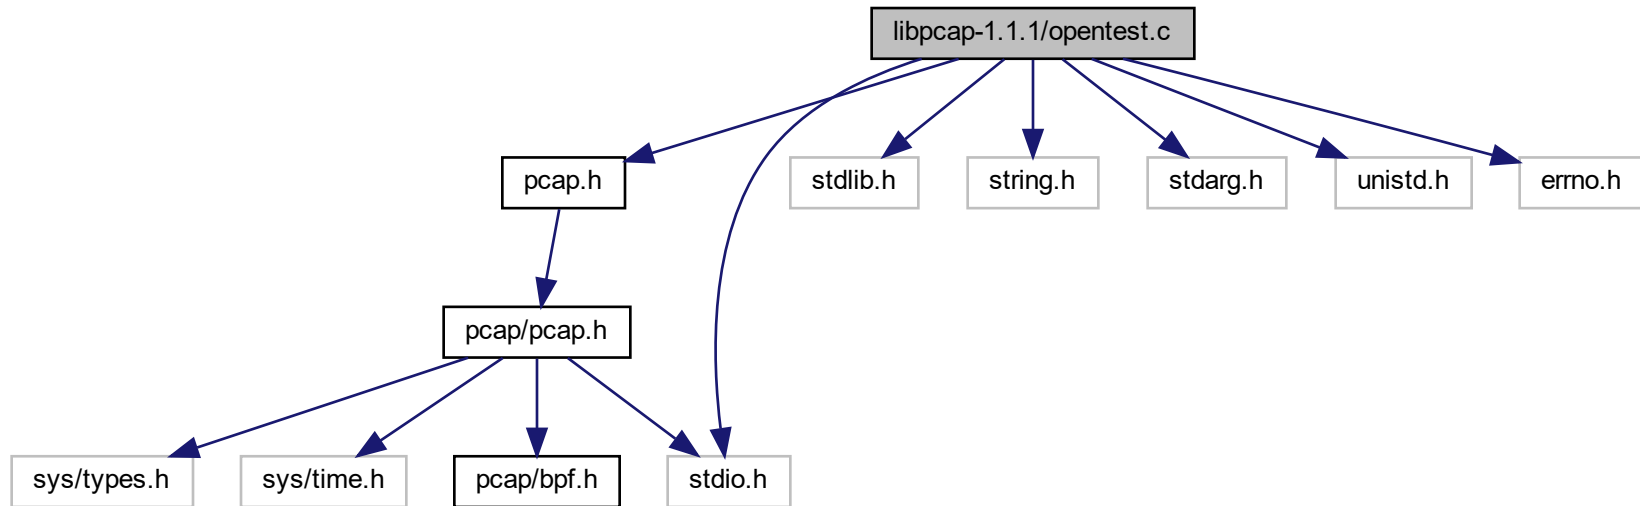 libpcap-1.1.1/opentest.c
pcap.h
stdlib.h
string.h
stdarg.h
unistd.h
errno.h
pcap/pcap.h
sys/types.h
sys/time.h
pcap/bpf.h
stdio.h